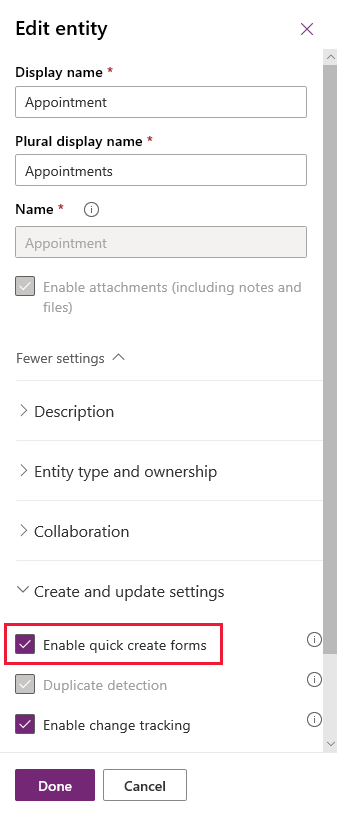 Edit entity
Display name *
Appointment
Plural display name *
Appointments
Name *
Appointment
Enable attachments (including notes and
files)
Fewer settings
Description
Entity type and ownership
Collaboration
Create and update settings
Enable quick create forms
Duplicate detection
Enable change tracking
Done
Cancel